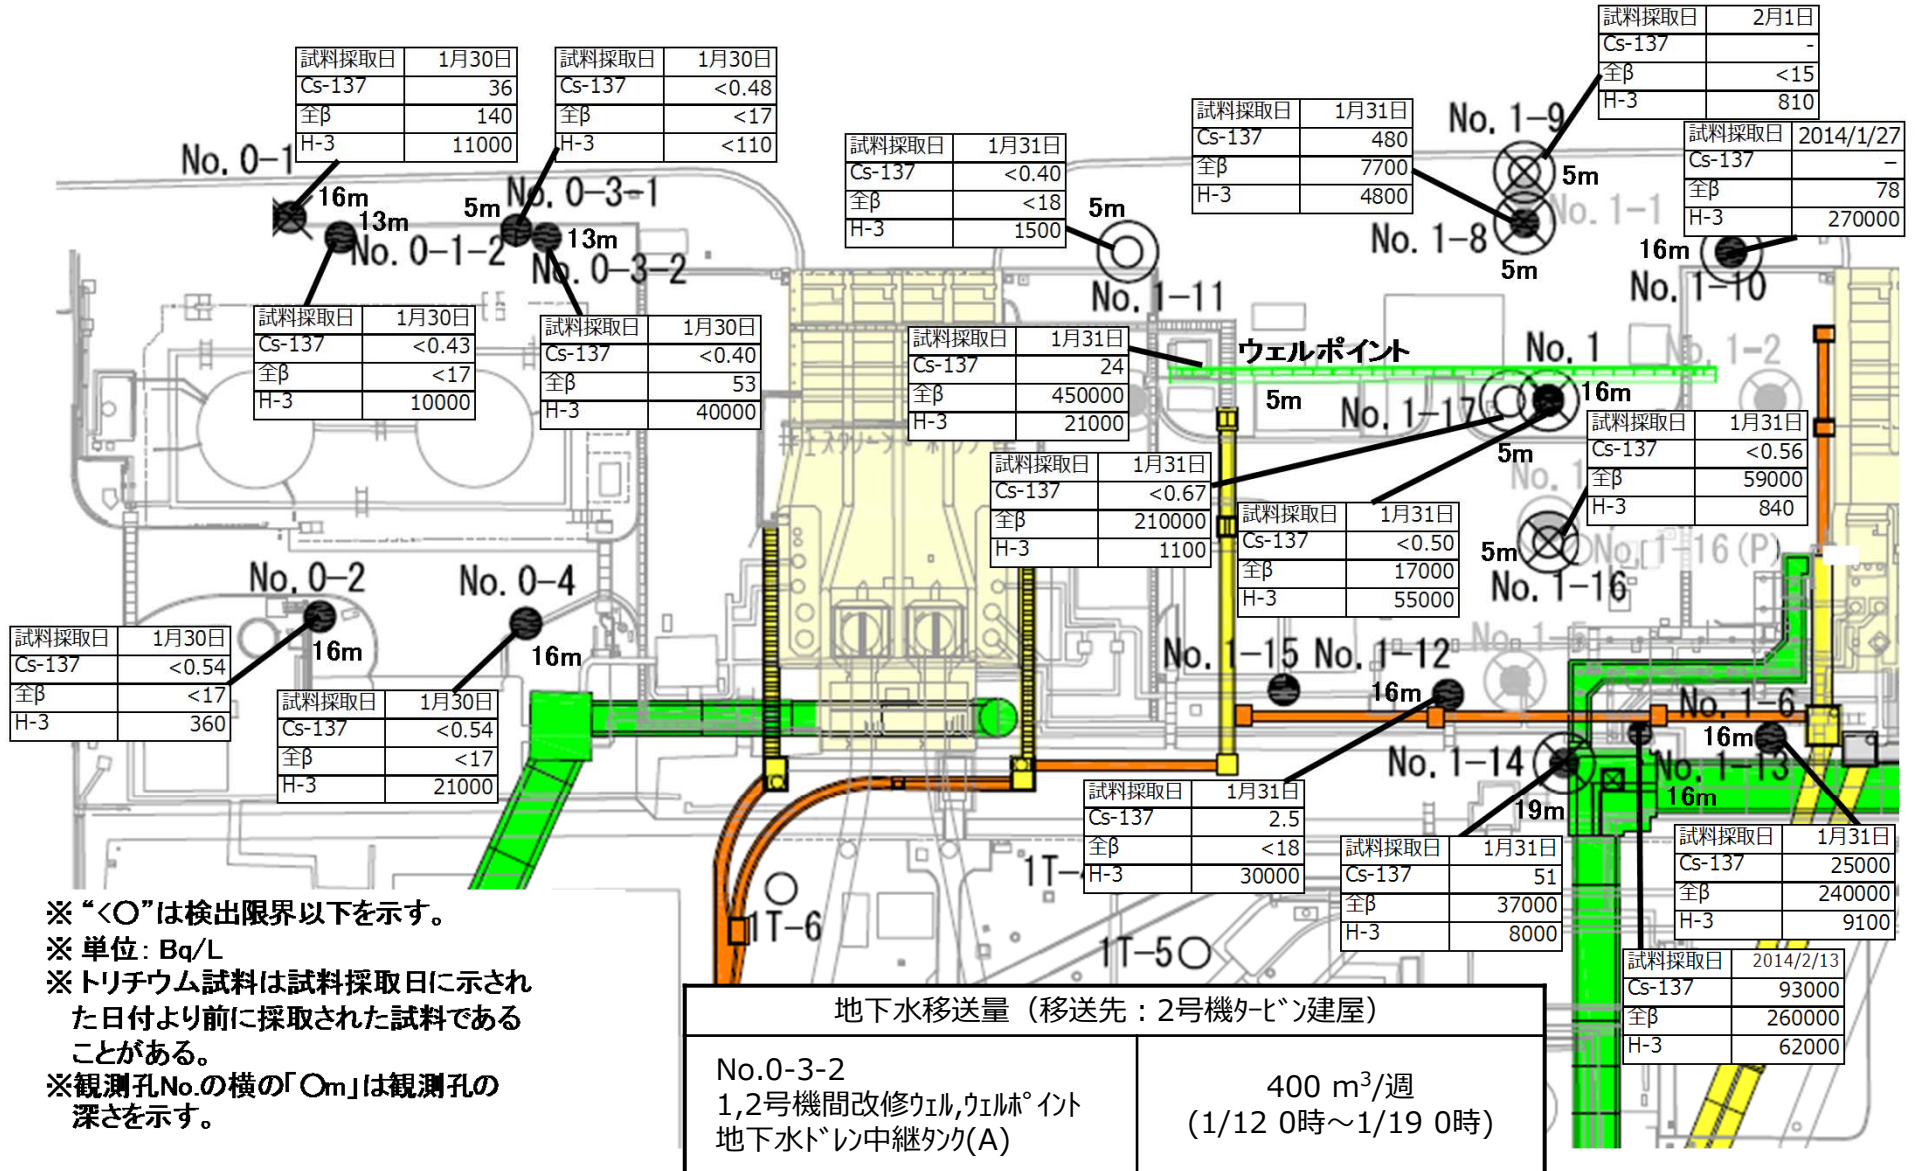 試料採取日 2月1日
Cs-137 -
全β <15
H-3 810
試料採取日 1月30日
Cs-137 36
全β 140
H-3 11000
試料採取日 1月30日
Cs-137 <0.48
全β <17
H-3 <110
試料採取日 1月31日
Cs-137 <0.40
全β <18
H-3 1500
試料採取日 1月31日
Cs-137 480
全β 7700
H-3 4800
試料採取日 2014/1/27
Cs-137 –
全β 78
H-3 270000
No. 0-1
16m
13m
No. 0-1-2
5m
No. 0-3-1
13m
No. 0-3-2
5m
No. 1-11
No. 1-9
5m
No. 1-1
No. 1-8
5m
16m
No. 1-10
試料採取日 1月30日
Cs-137 <0.43
全β <17
H-3 10000
試料採取日 1月30日
Cs-137 <0.40
全β 53
H-3 40000
試料採取日 1月31日
Cs-137 24
全β 450000
H-3 21000
ウェルポイント
5m
No. 1
16m
No. 1-17
5m
1-2
試料採取日 1月31日
Cs-137 <0.67
全β 210000
H-3 1100
試料採取日 1月31日
Cs-137 <0.50
全β 17000
H-3 55000
試料採取日 1月31日
Cs-137 <0.56
全β 59000
H-3 840
5m
No. 1-16(P)
No. 1-16
No. 0-2
16m
No. 0-4
16m
試料採取日 1月30日
Cs-137 <0.54
全β <17
H-3 360
試料採取日 1月30日
Cs-137 <0.54
全β <17
H-3 21000
No. 1-15
No. 1-12
16m
No. 1-5
No. 1-6
16m
No. 1-14
19m
No. 1-13
16m
試料採取日 1月31日
Cs-137 2.5
全β <18
H-3 30000
試料採取日 1月31日
Cs-137 51
全β 37000
H-3 8000
試料採取日 1月31日
Cs-137 25000
全β 240000
H-3 9100
試料採取日 2014/2/13
Cs-137 93000
全β 260000
H-3 62000
1T-6
1T-5
※ “<〇”は検出限界以下を示す。
※ 単位: Bq/L
※ トリチウム試料は試料採取日に示され
た日付より前に採取された試料である
ことがある。
※観測孔No.の横の「〇m」は観測孔の
深さを示す。
地下水移送量（移送先：2号機ﾀｰﾋﾞﾝ建屋）
No.0-3-2
1,2号機間改修ｳｪﾙ,ｳｪﾙﾎﾟｲﾝﾄ
地下水ﾄﾞﾚﾝ中継ﾀﾝｸ(A)
400 m³/週
(1/12 0時～1/19 0時)